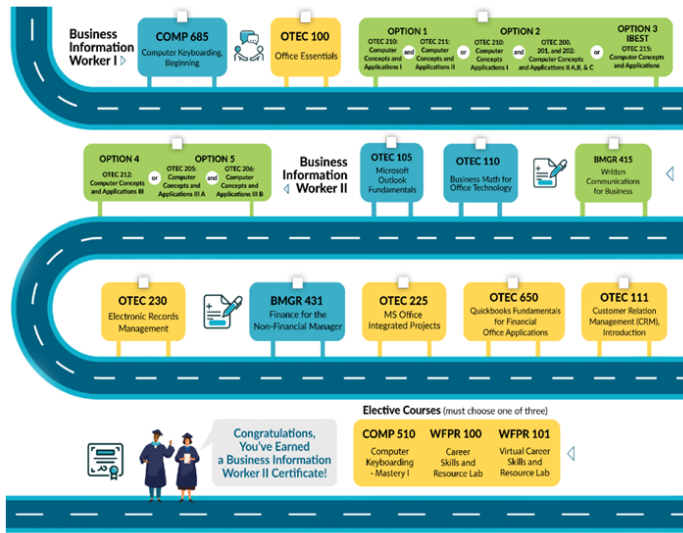 Business
Information
Worker I
COMP 685
Computer Keyboarding,
Beginning
OTEC 100
Office Essentials
OPTION 1
OTEC 210:
Computer
Concepts and
Applications I
and
OTEC 211:
Computer
Concepts and
Applications II
or
OPTION 2
OTEC 210:
Computer
Concepts and
Applications I
and
OTEC 200,
201, and 202:
Computer Concepts
and Applications II A,B, & C
or
OPTION 3
IBEST
OTEC 215:
Computer Concepts
and Applications
OPTION 4
OTEC 212:
Computer Concepts
and Applications III
or
OPTION 5
OTEC 205:
Computer
Concepts and
Applications III A
and
OTEC 206:
Computer
Concepts and
Applications III B
Business
Information
Worker II
OTEC 105
Microsoft
Outlook
Fundamentals
OTEC 110
Business Math for
Office Technology
BMGR 415
Written
Communications
for Business
OTEC 230
Electronic Records
Management
BMGR 431
Finance for the
Non-Financial Manager
OTEC 225
MS Office
Integrated Projects
OTEC 650
Quickbooks Fundamentals
for Financial
Office Applications
OTEC 111
Customer Relation
Management (CRM),
Introduction
Congratulations,
You've Earned
a Business Information
Worker II Certificate!
Elective Courses (must choose one of three)
COMP 510
Computer
Keyboarding
- Mastery I
WFPR 100
Career
Skills and
Resource Lab
WFPR 101
Virtual Career
Skills and
Resource Lab